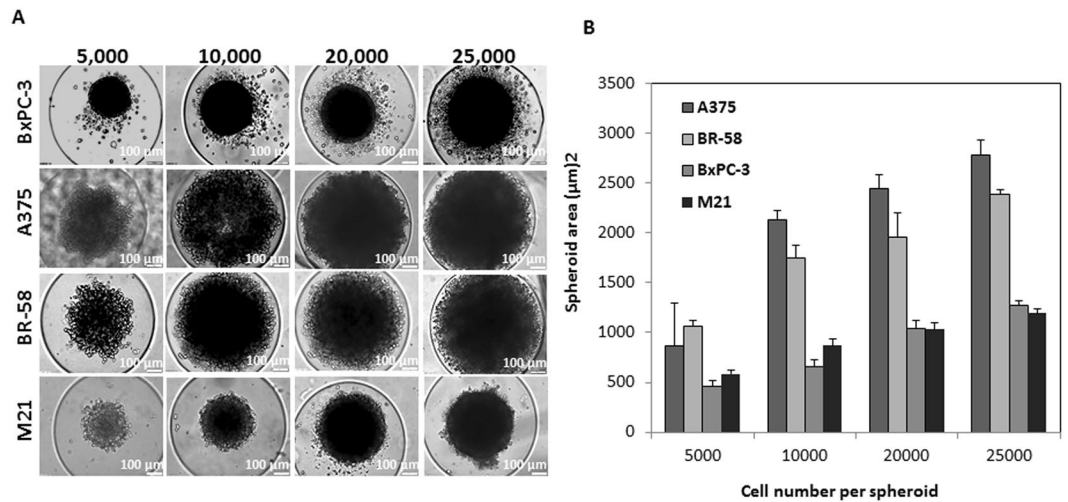 A
5,000 10,000 20,000 25,000
BxPC-3
100 µm 100 µm 100 µm 100 µm
A375
100 µm 100 µm 100 µm 100 µm
BR-58
100 µm 100 µm 100 µm 100 µm
M21
100 µm 100 µm 100 µm 100 µm
B
Spheroid area (µm)2
3500
3000
2500
2000
1500
1000
500
0
A375
BR-58
BxPC-3
M21
5000 10000 20000 25000
Cell number per spheroid